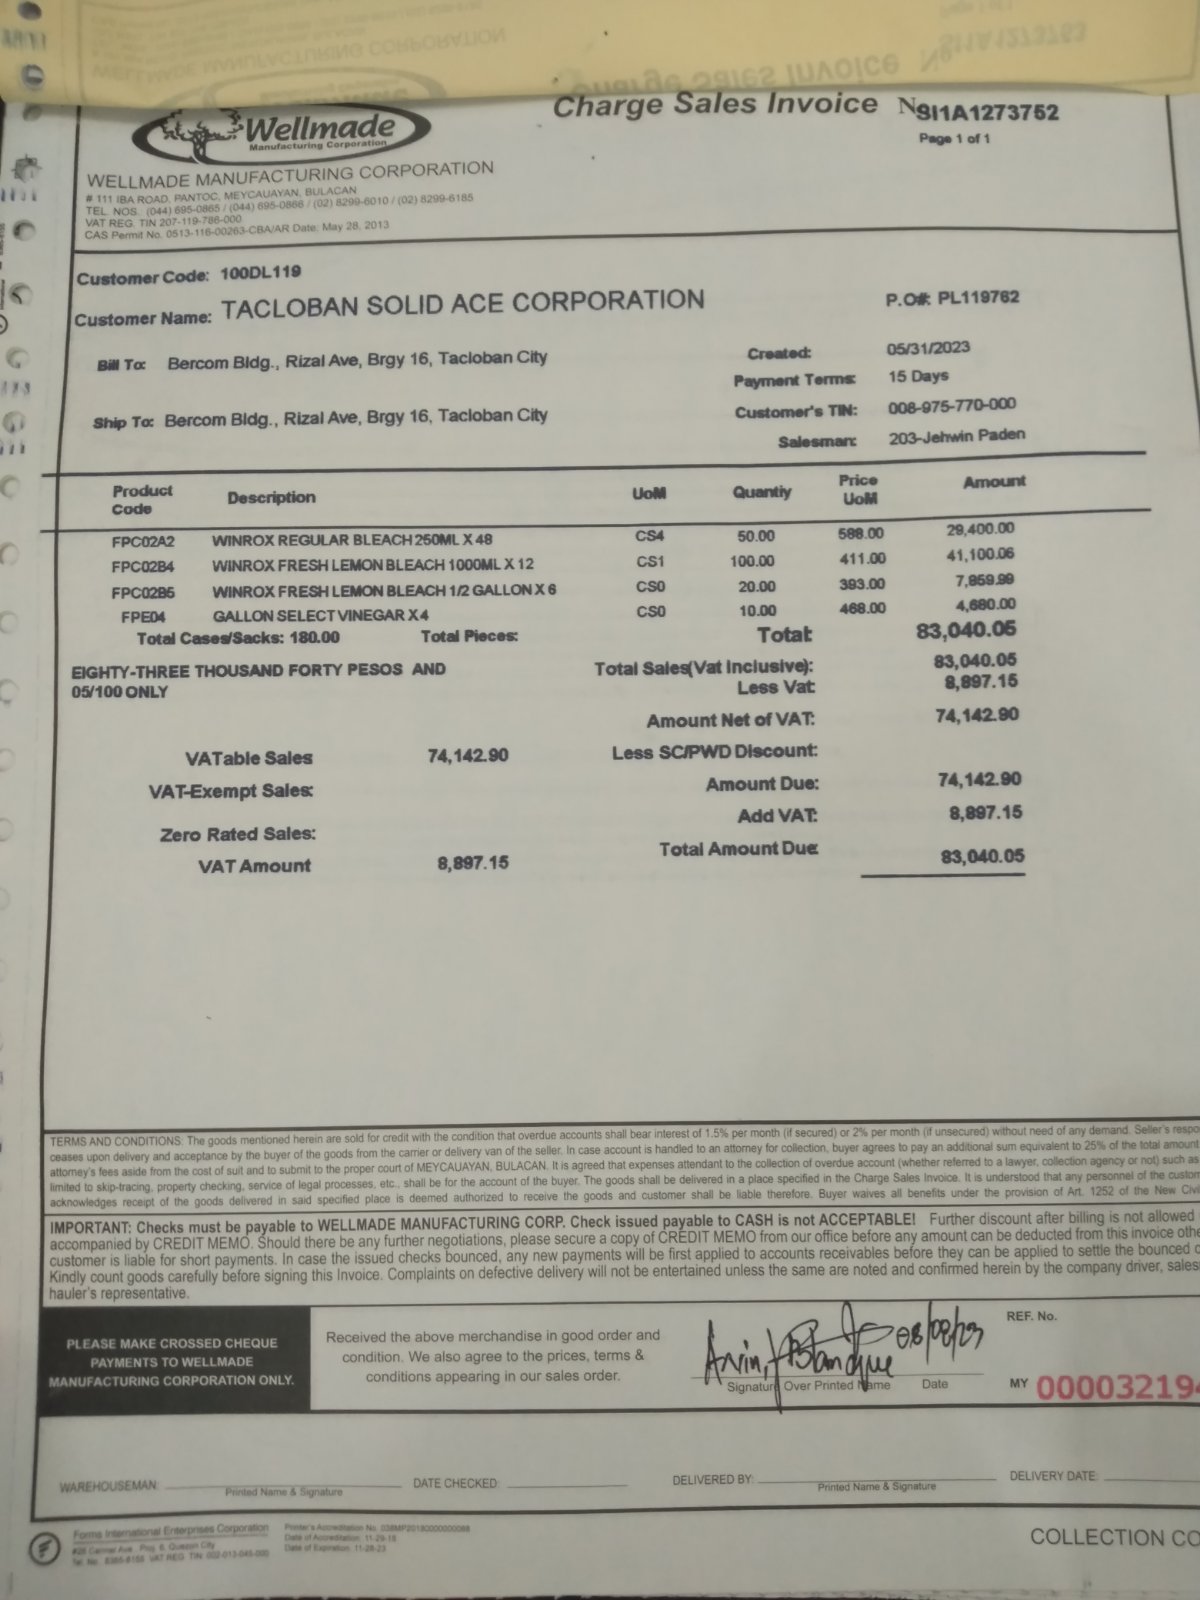 Charge Sales Invoice
NSI1A1273752
Page 1 of 1
Wellmade
Manufacturing Corporation
WELLMADE MANUFACTURING CORPORATION
# 111 IBA ROAD, PANTOC, MEYCAUAYAN, BULACAN
TEL. NOS. (044) 695-0865 / (044) 695-0866 / (02) 8299-6010 / (02) 8299-6185
VAT REG. TIN 207-119-786-000
CAS Permit No. 0513-116-00263-CBA/AR Date: May 28, 2013
Customer Code: 100DL119
Customer Name: TACLOBAN SOLID ACE CORPORATION
P.O#: PL119762
Bill To: Bercom Bldg., Rizal Ave, Brgy 16, Tacloban City
Created: 05/31/2023
Payment Terms: 15 Days
Ship To: Bercom Bldg., Rizal Ave, Brgy 16, Tacloban City
Customer's TIN: 008-975-770-000
Salesman: 203-Jehwin Paden
Product Code Description UoM Quantiy Price UoM Amount
FPC02A2 WINROX REGULAR BLEACH 250ML X 48 CS4 50.00 588.00 29,400.00
FPC02B4 WINROX FRESH LEMON BLEACH 1000ML X 12 CS1 100.00 411.00 41,100.06
FPC02B5 WINROX FRESH LEMON BLEACH 1/2 GALLON X 6 CS0 20.00 393.00 7,859.99
FPE04 GALLON SELECT VINEGAR X 4 CS0 10.00 468.00 4,680.00
Total Cases/Sacks: 180.00 Total Pieces: Total: 83,040.05
EIGHTY-THREE THOUSAND FORTY PESOS AND
05/100 ONLY
Total Sales(Vat Inclusive): 83,040.05
Less Vat: 8,897.15
Amount Net of VAT: 74,142.90
VATable Sales 74,142.90 Less SC/PWD Discount:
VAT-Exempt Sales: Amount Due: 74,142.90
Zero Rated Sales: Add VAT: 8,897.15
VAT Amount 8,897.15 Total Amount Due: 83,040.05
TERMS AND CONDITIONS: The goods mentioned herein are sold for credit with the condition that overdue accounts shall bear interest of 1.5% per month (if secured) or 2% per month (if unsecured) without need of any demand. Seller's respo
ceases upon delivery and acceptance by the buyer of the goods from the carrier or delivery van of the seller. In case account is handled to an attorney for collection, buyer agrees to pay an additional sum equivalent to 25% of the total amount
attorney's fees aside from the cost of suit and to submit to the proper court of MEYCAUAYAN, BULACAN. It is agreed that expenses attendant to the collection of overdue account (whether referred to a lawyer, collection agency or not) such as
limited to skip-tracing, property checking, service of legal processes, etc., shall be for the account of the buyer. The goods shall be delivered in a place specified in the Charge Sales Invoice. It is understood that any personnel of the custom
acknowledges receipt of the goods delivered in said specified place is deemed authorized to receive the goods and customer shall be liable therefore. Buyer waives all benefits under the provision of Art. 1252 of the New Civi
IMPORTANT: Checks must be payable to WELLMADE MANUFACTURING CORP. Check issued payable to CASH is not ACCEPTABLE! Further discount after billing is not allowed
accompanied by CREDIT MEMO. Should there be any further negotiations, please secure a copy of CREDIT MEMO from our office before any amount can be deducted from this invoice othe
customer is liable for short payments. In case the issued checks bounced, any new payments will be first applied to accounts receivables before they can be applied to settle the bounced c
Kindly count goods carefully before signing this Invoice. Complaints on defective delivery will not be entertained unless the same are noted and confirmed herein by the company driver, sales
hauler's representative.
PLEASE MAKE CROSSED CHEQUE
PAYMENTS TO WELLMADE
MANUFACTURING CORPORATION ONLY.
Received the above merchandise in good order and
condition. We also agree to the prices, terms &
conditions appearing in our sales order.
08/08/23
Signature Over Printed Name Date
REF. No.
MY 000032194
WAREHOUSEMAN: Printed Name & Signature
DATE CHECKED:
DELIVERED BY: Printed Name & Signature
DELIVERY DATE:
Forms International Enterprises Corporation
Date of Accreditation: 11-29-18
Date of Expiration: 11-28-23
COLLECTION CO